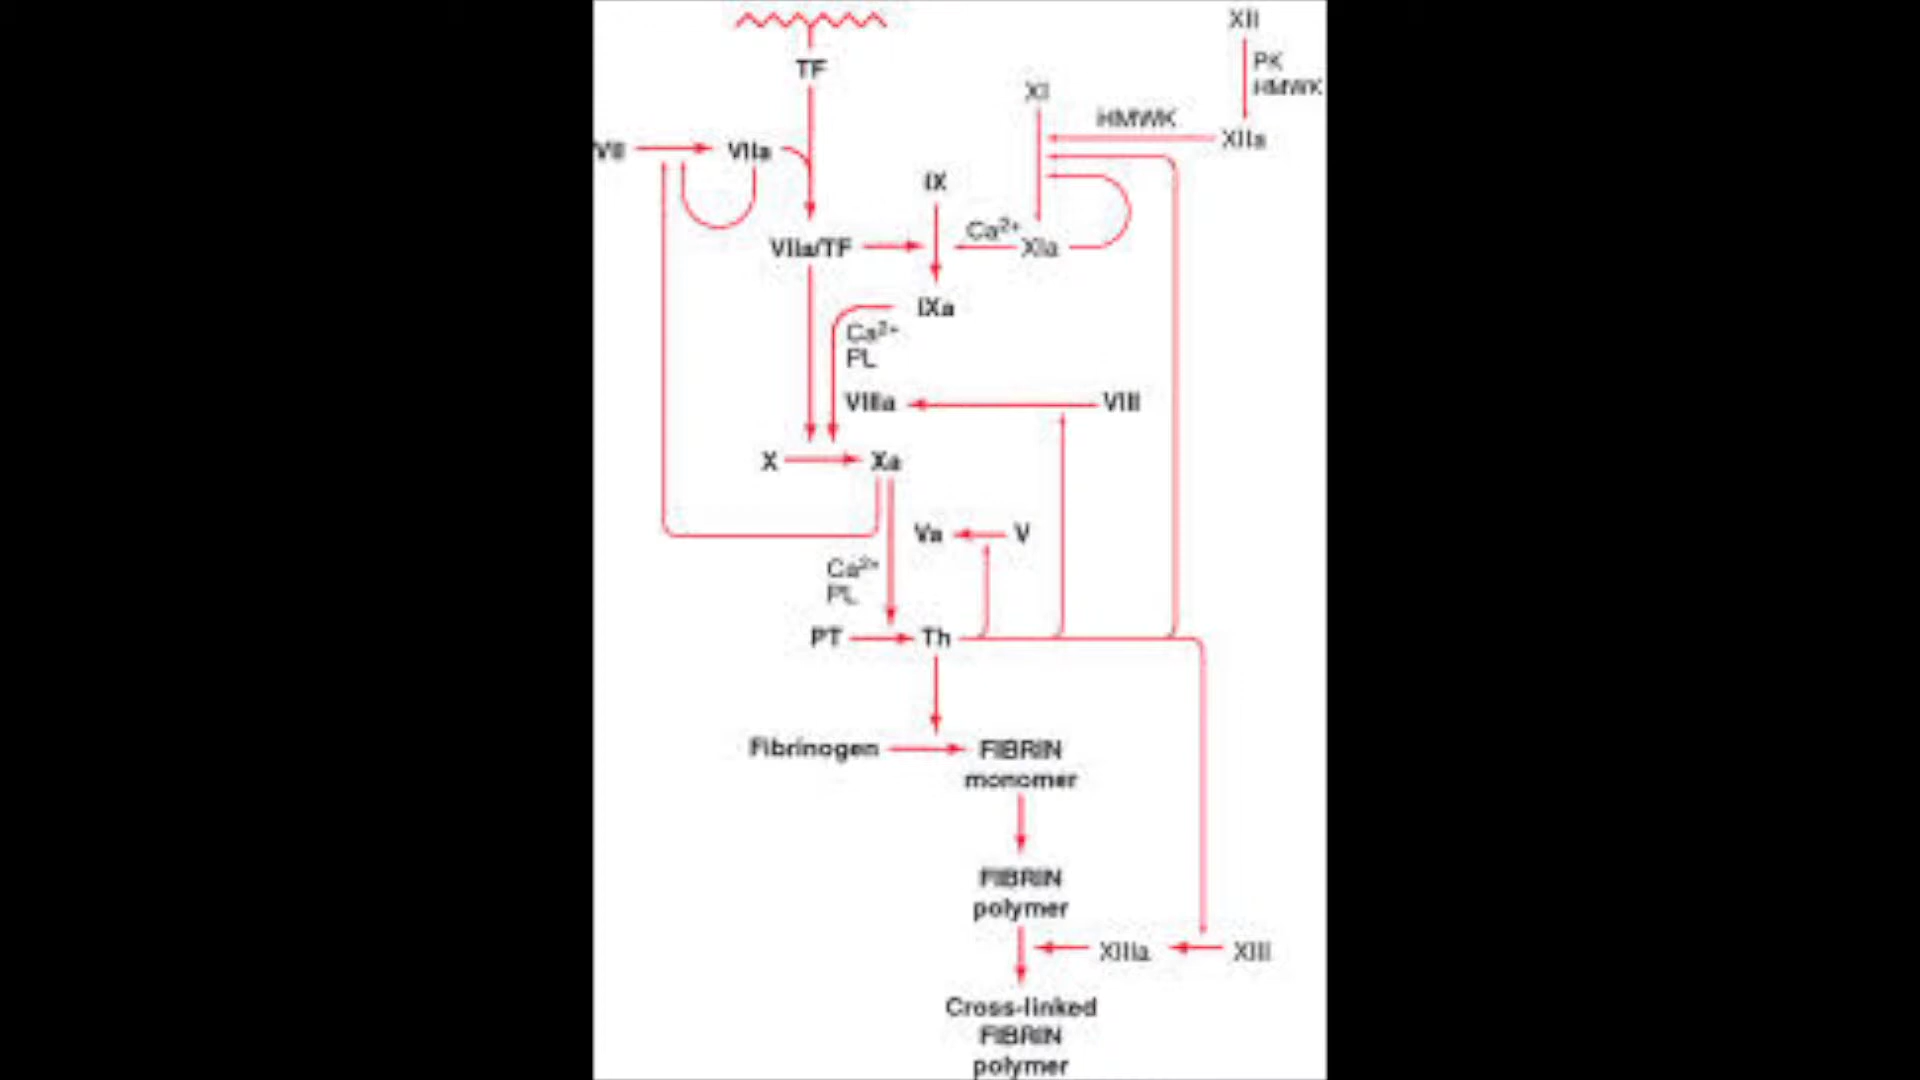 XII
TF
PK
HMWK
XI
HMWK
XIIa
VII
VIIa
IX
Ca2+
VIIa/TF
XIa
IXa
Ca2+
PL
VIIIa
VIII
X
Xa
Va
V
Ca2+
PL
PT
Th
Fibrinogen
FIBRIN
monomer
FIBRIN
polymer
XIIIa
XIII
Cross-linked
FIBRIN
polymer